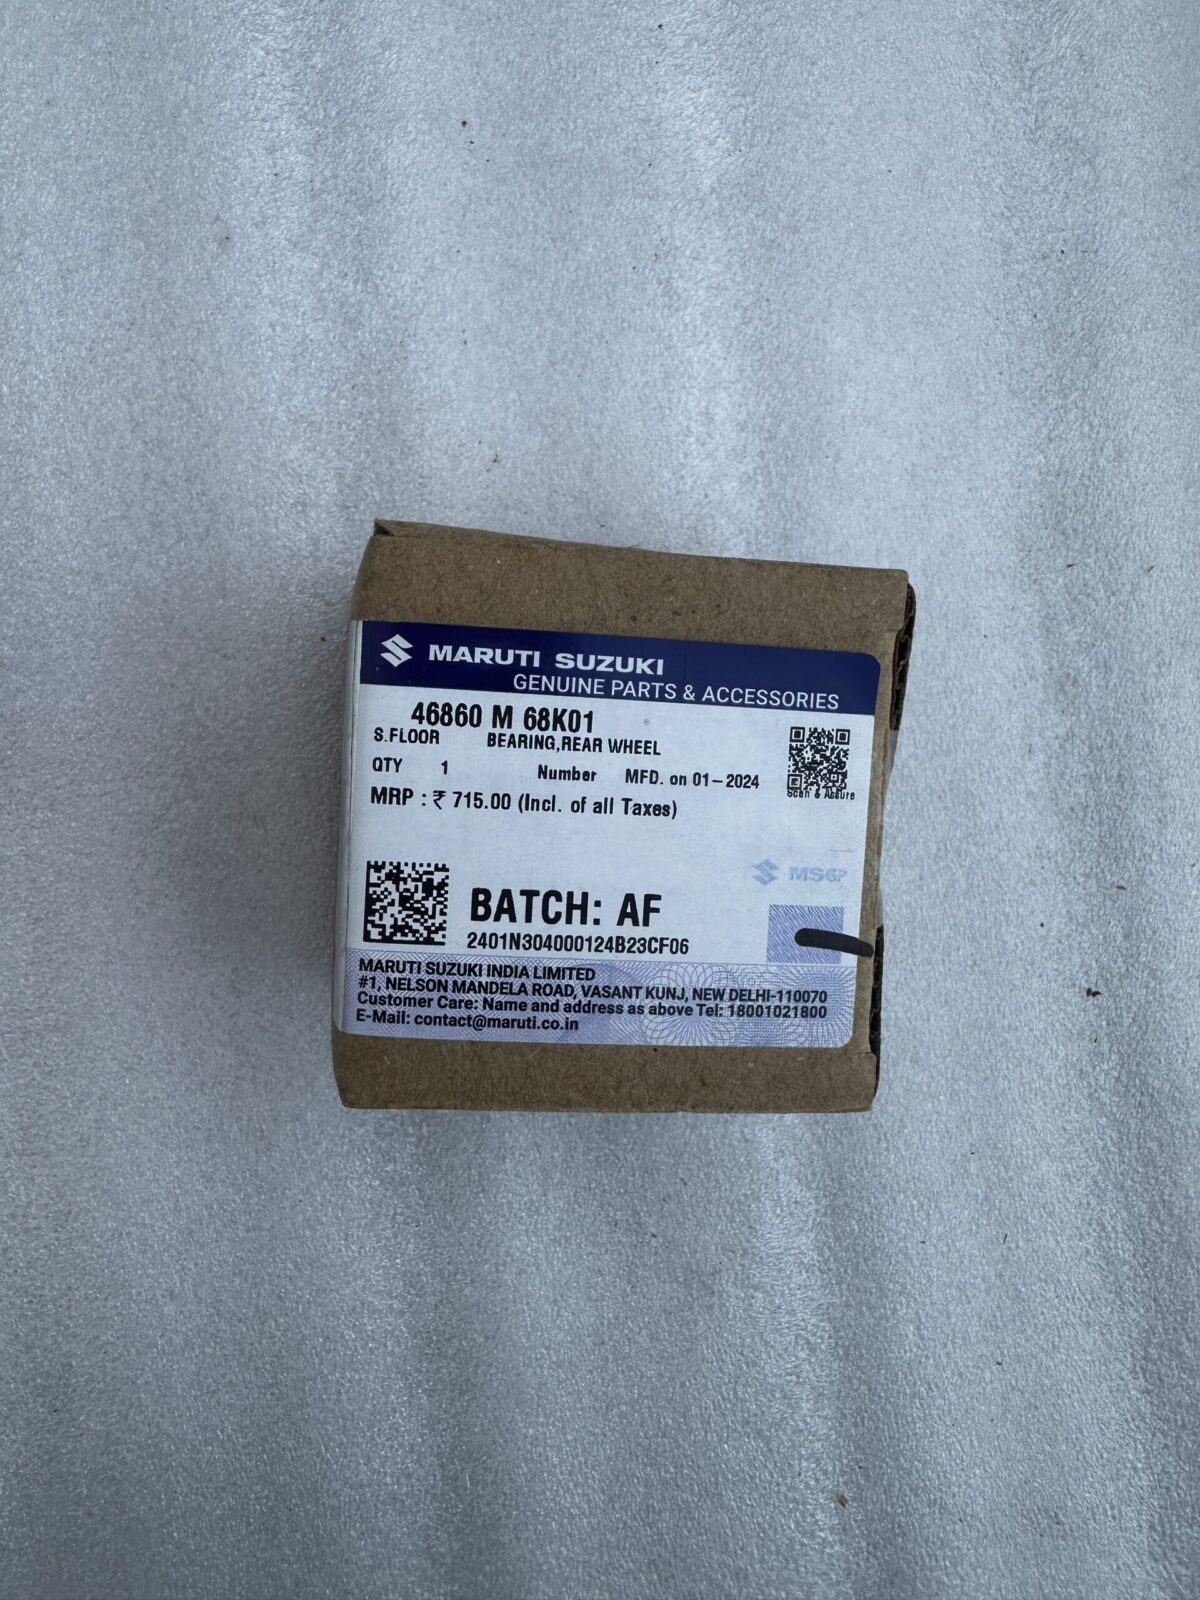 MARUTI SUZUKI
GENUINE PARTS & ACCESSORIES
46860 M 68K01
S.FLOOR BEARING,REAR WHEEL
QTY 1 Number MFD. on 01-2024
Scan & Assure
MRP : ₹ 715.00 (Incl. of all Taxes)
MSGP
BATCH: AF
2401N304000124B23CF06
MARUTI SUZUKI INDIA LIMITED
#1, NELSON MANDELA ROAD, VASANT KUNJ, NEW DELHI-110070
Customer Care: Name and address as above Tel: 18001021800
E-Mail: contact@maruti.co.in